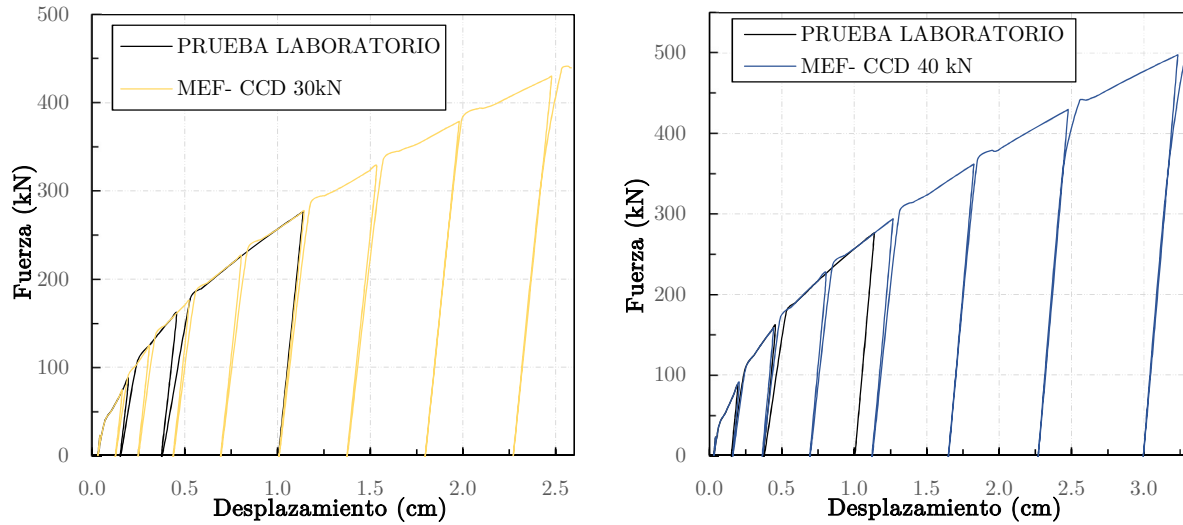 500
400
300
200
100
0
Fuerza (kN)
PRUEBA LABORATORIO
MEF- CCD 30kN
0.0 0.5 1.0 1.5 2.0 2.5
Desplazamiento (cm)
500
400
300
200
100
0
Fuerza (kN)
PRUEBA LABORATORIO
MEF- CCD 40 kN
0.0 0.5 1.0 1.5 2.0 2.5 3.0
Desplazamiento (cm)